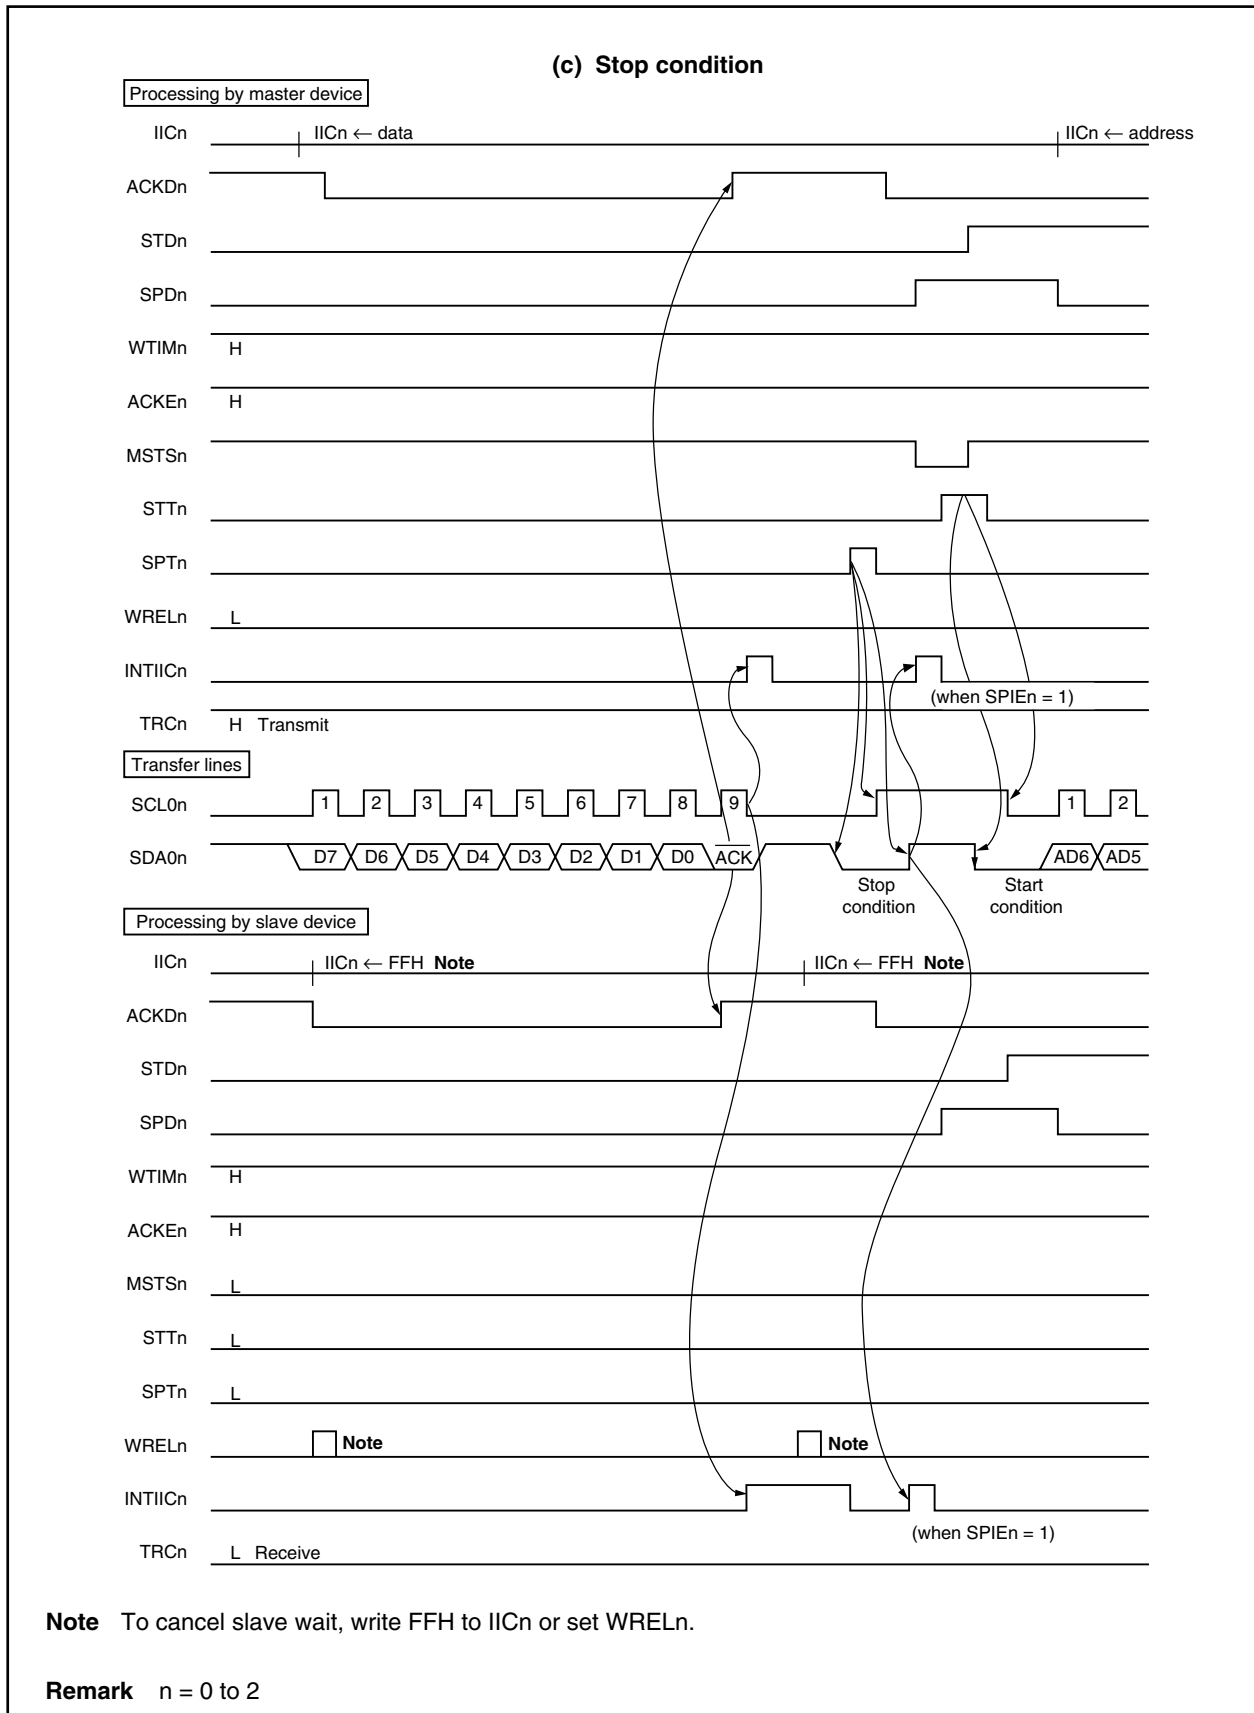 (c) Stop condition
Processing by master device
IICn IICn ← data IICn ← address
ACKDn
STDn
SPDn
WTIMn H
ACKEn H
MSTSn
STTn
SPTn
WRELn L
INTIICn
(when SPIEn = 1)
TRCn H Transmit
Transfer lines
SCL0n 1 2 3 4 5 6 7 8 9 1 2
SDA0n D7 D6 D5 D4 D3 D2 D1 D0 A̅C̅K̅ AD6 AD5
Stop condition
Start condition
Processing by slave device
IICn IICn ← FFH Note IICn ← FFH Note
ACKDn
STDn
SPDn
WTIMn H
ACKEn H
MSTSn L
STTn L
SPTn L
WRELn Note Note
INTIICn
(when SPIEn = 1)
TRCn L Receive
Note To cancel slave wait, write FFH to IICn or set WRELn.
Remark n = 0 to 2